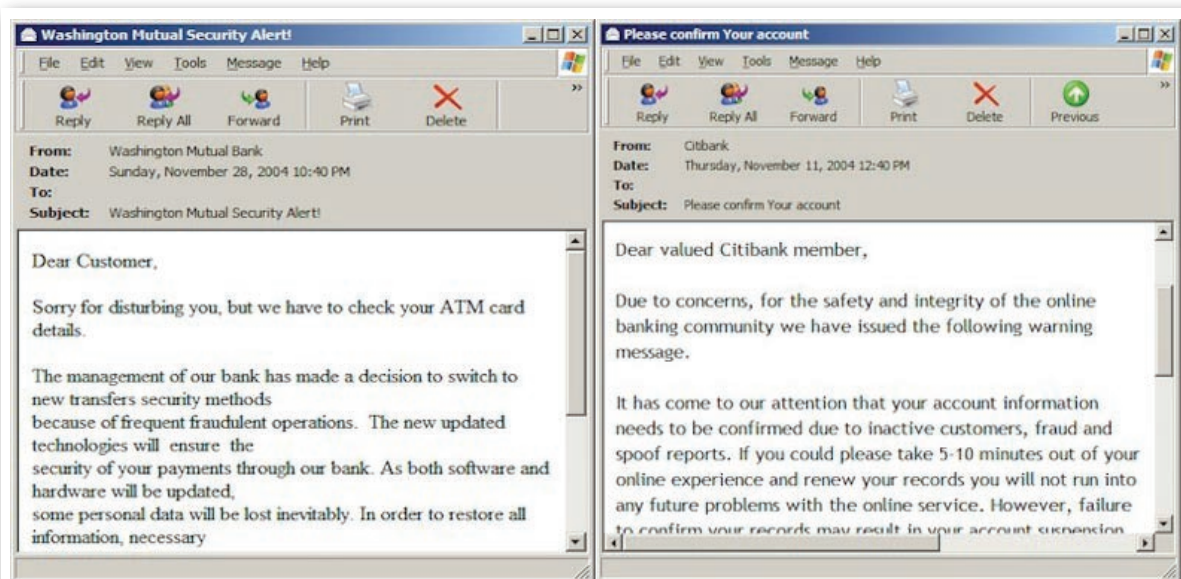 Washington Mutual Security Alert!
File Edit View Tools Message Help
Reply Reply All Forward Print Delete
From: Washington Mutual Bank
Date: Sunday, November 28, 2004 10:40 PM
To:
Subject: Washington Mutual Security Alert!
Dear Customer,
Sorry for disturbing you, but we have to check your ATM card
details.
The management of our bank has made a decision to switch to
new transfers security methods
because of frequent fraudulent operations. The new updated
technologies will ensure the
security of your payments through our bank. As both software and
hardware will be updated,
some personal data will be lost inevitably. In order to restore all
information, necessary
Please confirm Your account
File Edit View Tools Message Help
Reply Reply All Forward Print Delete Previous
From: Citibank
Date: Thursday, November 11, 2004 12:40 PM
To:
Subject: Please confirm Your account
Dear valued Citibank member,
Due to concerns, for the safety and integrity of the online
banking community we have issued the following warning
message.
It has come to our attention that your account information
needs to be confirmed due to inactive customers, fraud and
spoof reports. If you could please take 5-10 minutes out of your
online experience and renew your records you will not run into
any future problems with the online service. However, failure
to confirm your records may result in your account suspension